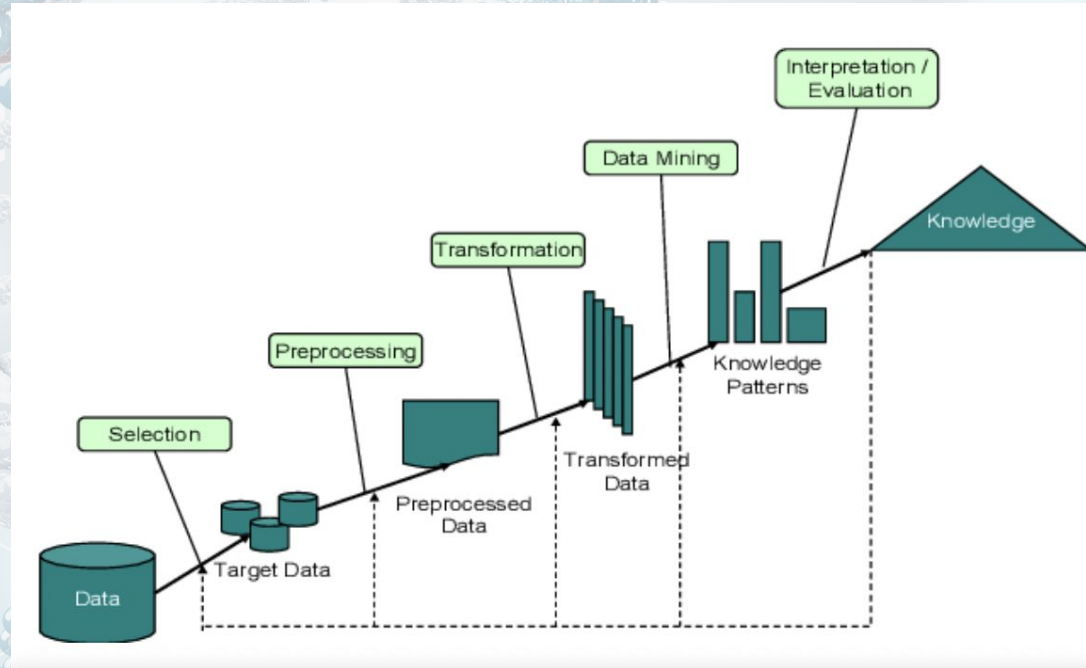 Interpretation /
Evaluation
Data Mining
Knowledge
Transformation
Preprocessing
Knowledge
Patterns
Selection
Transformed
Data
Preprocessed
Data
Target Data
Data